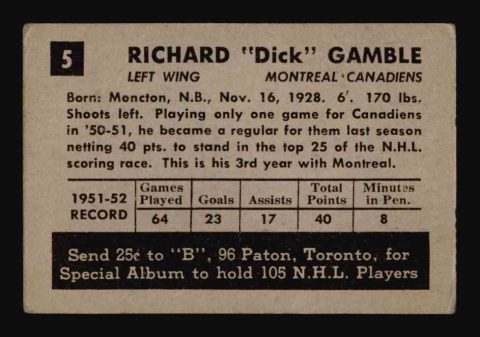 5 RICHARD "Dick" GAMBLE
LEFT WING MONTREAL CANADIENS
Born: Moncton, N.B., Nov. 16, 1928. 6'. 170 lbs.
Shoots left. Playing only one game for Canadiens
in '50-51, he became a regular for them last season
netting 40 pts. to stand in the top 25 of the N.H.L.
scoring race. This is his 3rd year with Montreal.
1951-52 RECORD
Games Played Goals Assists Total Points Minutes in Pen.
64 23 17 40 8
Send 25¢ to "B", 96 Paton, Toronto, for
Special Album to hold 105 N.H.L. Players